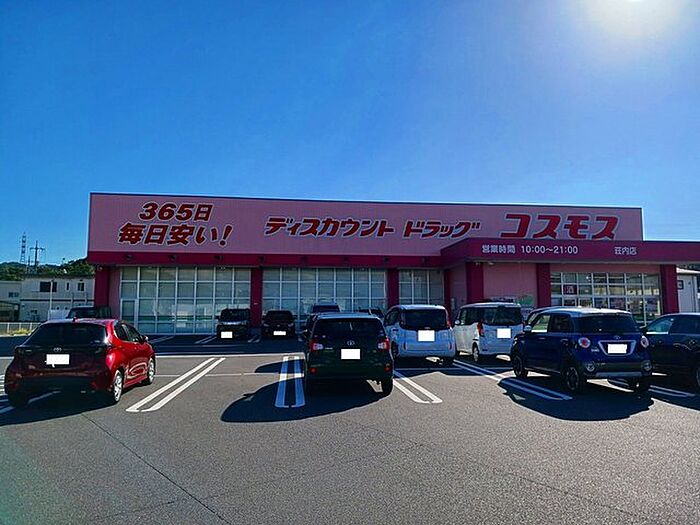 365日
毎日安い!
ディスカウント ドラッグ コスモス
営業時間 10:00~21:00 荘内店